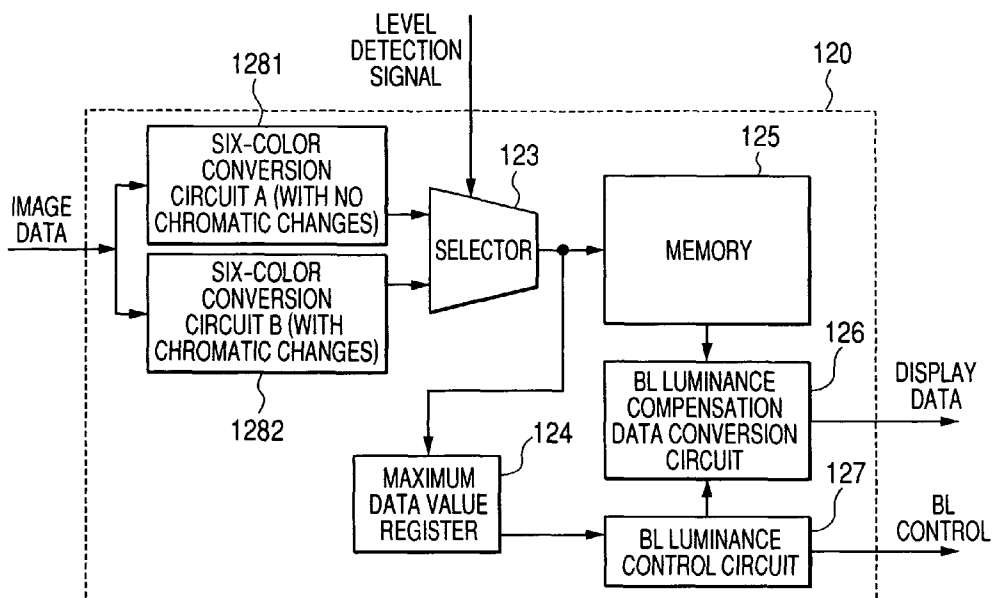 LEVEL
DETECTION
SIGNAL
1281
120
SIX-COLOR
CONVERSION
CIRCUIT A (WITH NO
CHROMATIC CHANGES)
123
125
IMAGE
DATA
SELECTOR
MEMORY
SIX-COLOR
CONVERSION
CIRCUIT B (WITH
CHROMATIC CHANGES)
1282
126
BL LUMINANCE
COMPENSATION
DATA CONVERSION
CIRCUIT
DISPLAY
DATA
124
MAXIMUM
DATA VALUE
REGISTER
127
BL LUMINANCE
CONTROL CIRCUIT
BL
CONTROL